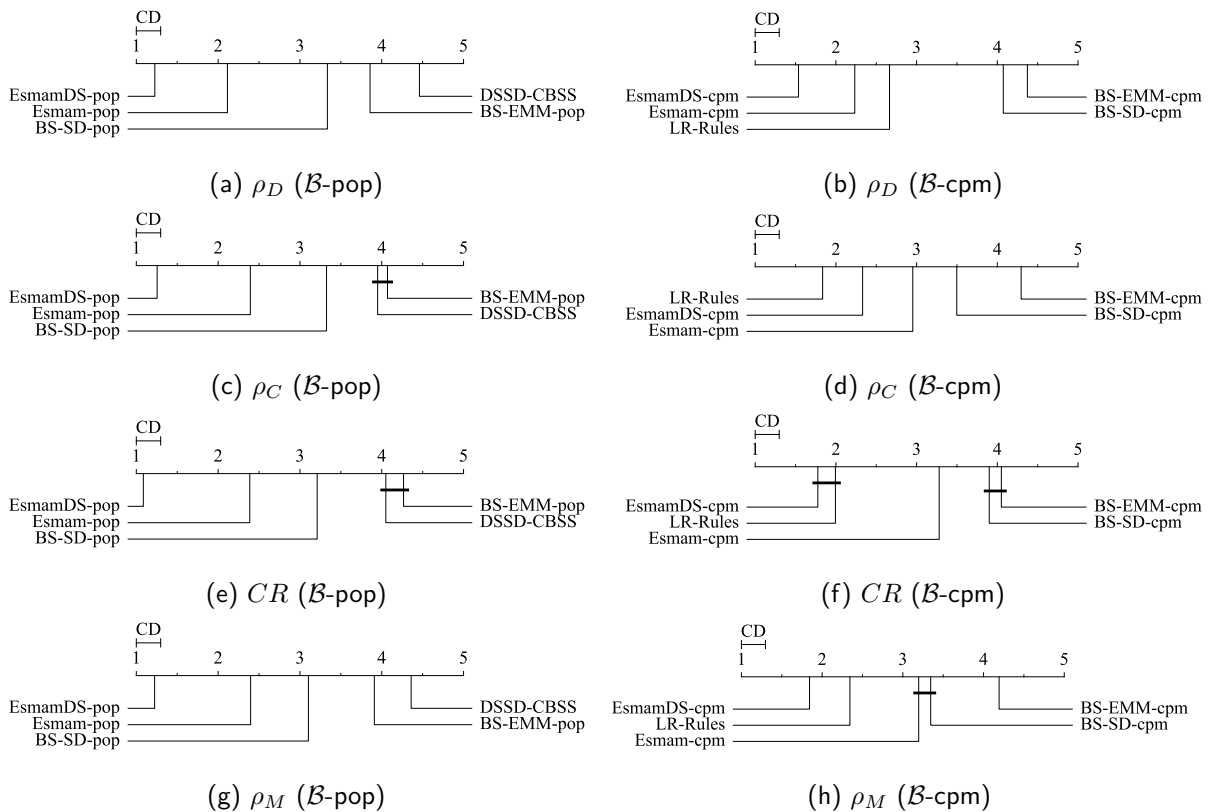 CD
1 2 3 4 5
EsmamDS-pop
Esmam-pop
BS-SD-pop
DSSD-CBSS
BS-EMM-pop
(a) ρ_D (ℬ-pop)
CD
1 2 3 4 5
EsmamDS-cpm
Esmam-cpm
LR-Rules
BS-EMM-cpm
BS-SD-cpm
(b) ρ_D (ℬ-cpm)
CD
1 2 3 4 5
EsmamDS-pop
Esmam-pop
BS-SD-pop
BS-EMM-pop
DSSD-CBSS
(c) ρ_C (ℬ-pop)
CD
1 2 3 4 5
LR-Rules
EsmamDS-cpm
Esmam-cpm
BS-EMM-cpm
BS-SD-cpm
(d) ρ_C (ℬ-cpm)
CD
1 2 3 4 5
EsmamDS-pop
Esmam-pop
BS-SD-pop
BS-EMM-pop
DSSD-CBSS
(e) CR (ℬ-pop)
CD
1 2 3 4 5
EsmamDS-cpm
LR-Rules
Esmam-cpm
BS-EMM-cpm
BS-SD-cpm
(f) CR (ℬ-cpm)
CD
1 2 3 4 5
EsmamDS-pop
Esmam-pop
BS-SD-pop
DSSD-CBSS
BS-EMM-pop
(g) ρ_M (ℬ-pop)
CD
1 2 3 4 5
EsmamDS-cpm
LR-Rules
Esmam-cpm
BS-EMM-cpm
BS-SD-cpm
(h) ρ_M (ℬ-cpm)